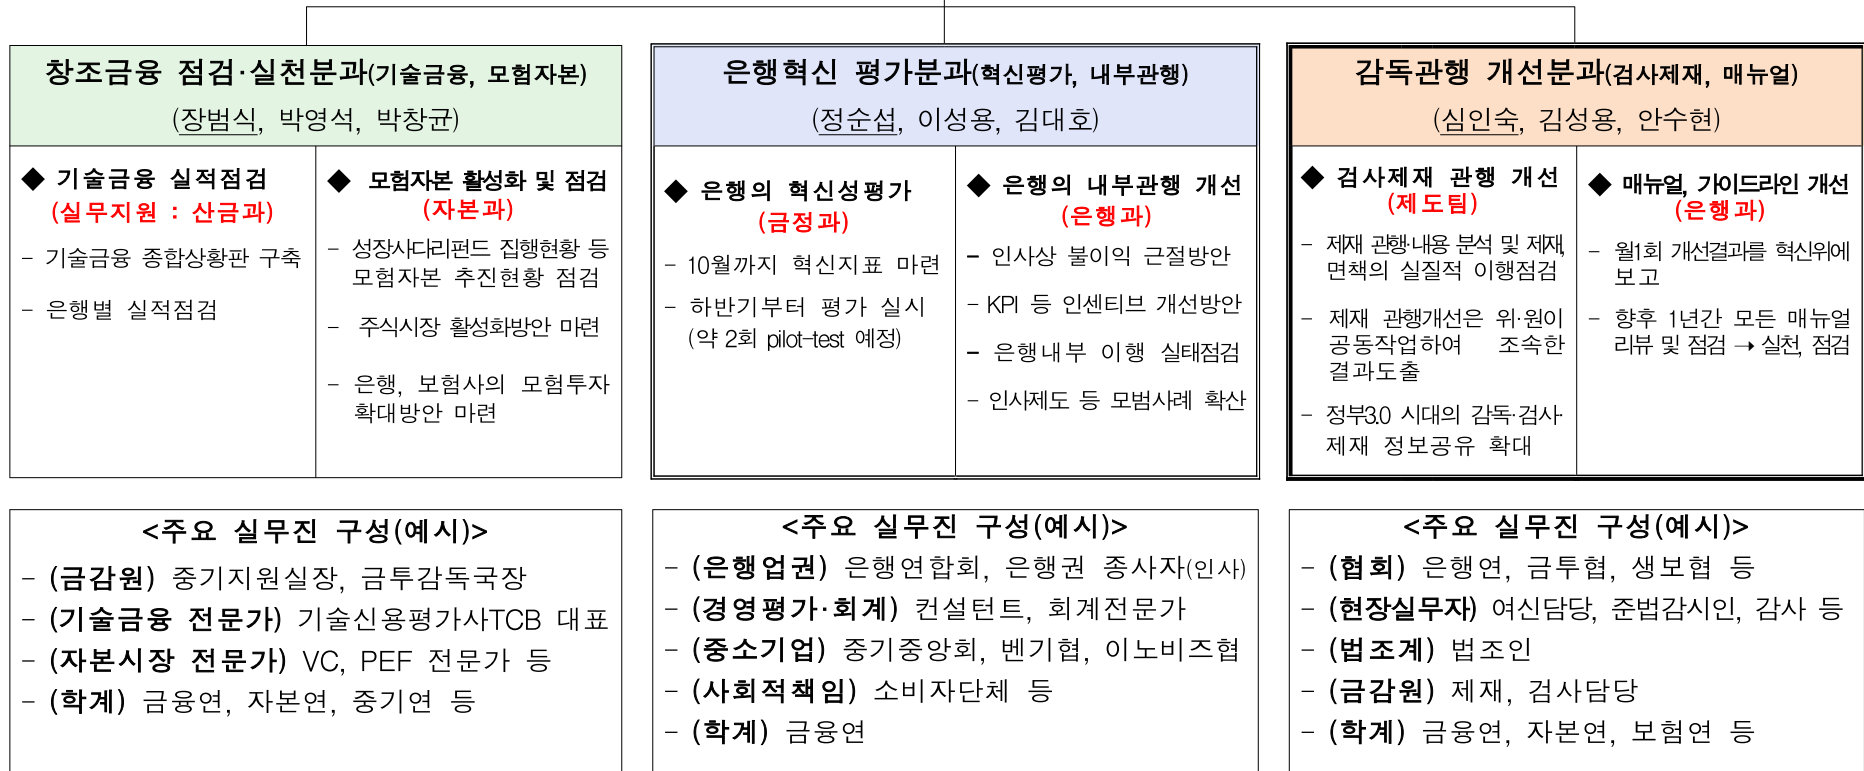 창조금융 점검·실천분과(기술금융, 모험자본)
(장범식, 박영석, 박창균)
◆ 기술금융 실적점검
(실무지원 : 산금과)
- 기술금융 종합상황판 구축
- 은행별 실적점검
◆ 모험자본 활성화 및 점검
(자본과)
- 성장사다리펀드 집행현황 등
모험자본 추진현황 점검
- 주식시장 활성화방안 마련
- 은행, 보험사의 모험투자
확대방안 마련
은행혁신 평가분과(혁신평가, 내부관행)
(정순섭, 이성용, 김대호)
◆ 은행의 혁신성평가
(금정과)
- 10월까지 혁신지표 마련
- 하반기부터 평가 실시
(약 2회 pilot-test 예정)
◆ 은행의 내부관행 개선
(은행과)
- 인사상 불이익 근절방안
- KPI 등 인센티브 개선방안
- 은행내부 이행 실태점검
- 인사제도 등 모범사례 확산
감독관행 개선분과(검사제재, 매뉴얼)
(심인숙, 김성용, 안수현)
◆ 검사제재 관행 개선
(제도팀)
- 제재 관행·내용 분석 및 제재,
면책의 실질적 이행점검
- 제재 관행개선은 위·원이
공동작업하여 조속한
결과도출
- 정부3.0 시대의 감독·검사·
제재 정보공유 확대
◆ 매뉴얼, 가이드라인 개선
(은행과)
- 월1회 개선결과를 혁신위에
보고
- 향후 1년간 모든 매뉴얼
리뷰 및 점검 → 실천, 점검
<주요 실무진 구성(예시)>
- (금감원) 중기지원실장, 금투감독국장
- (기술금융 전문가) 기술신용평가사TCB 대표
- (자본시장 전문가) VC, PEF 전문가 등
- (학계) 금융연, 자본연, 중기연 등
<주요 실무진 구성(예시)>
- (은행업권) 은행연합회, 은행권 종사자(인사)
- (경영평가·회계) 컨설턴트, 회계전문가
- (중소기업) 중기중앙회, 벤기협, 이노비즈협
- (사회적책임) 소비자단체 등
- (학계) 금융연
<주요 실무진 구성(예시)>
- (협회) 은행연, 금투협, 생보협 등
- (현장실무자) 여신담당, 준법감시인, 감사 등
- (법조계) 법조인
- (금감원) 제재, 검사담당
- (학계) 금융연, 자본연, 보험연 등